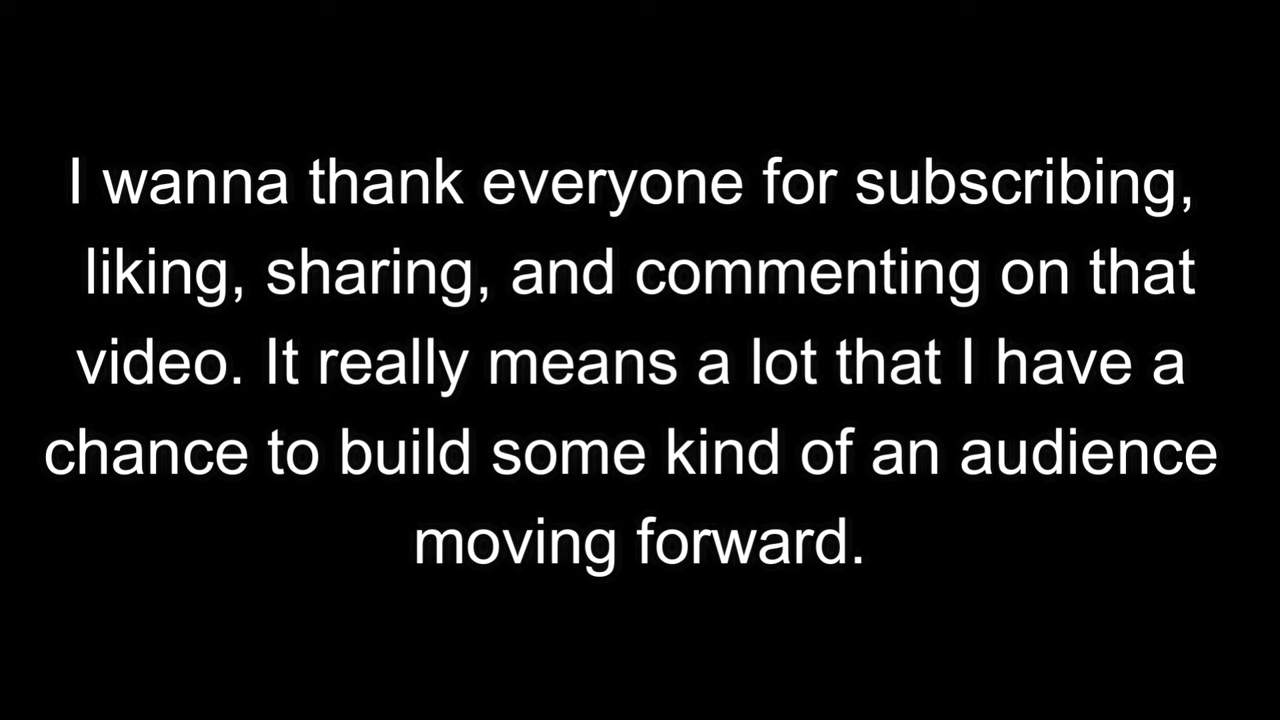 I wanna thank everyone for subscribing,
liking, sharing, and commenting on that
video. It really means a lot that I have a
chance to build some kind of an audience
moving forward.